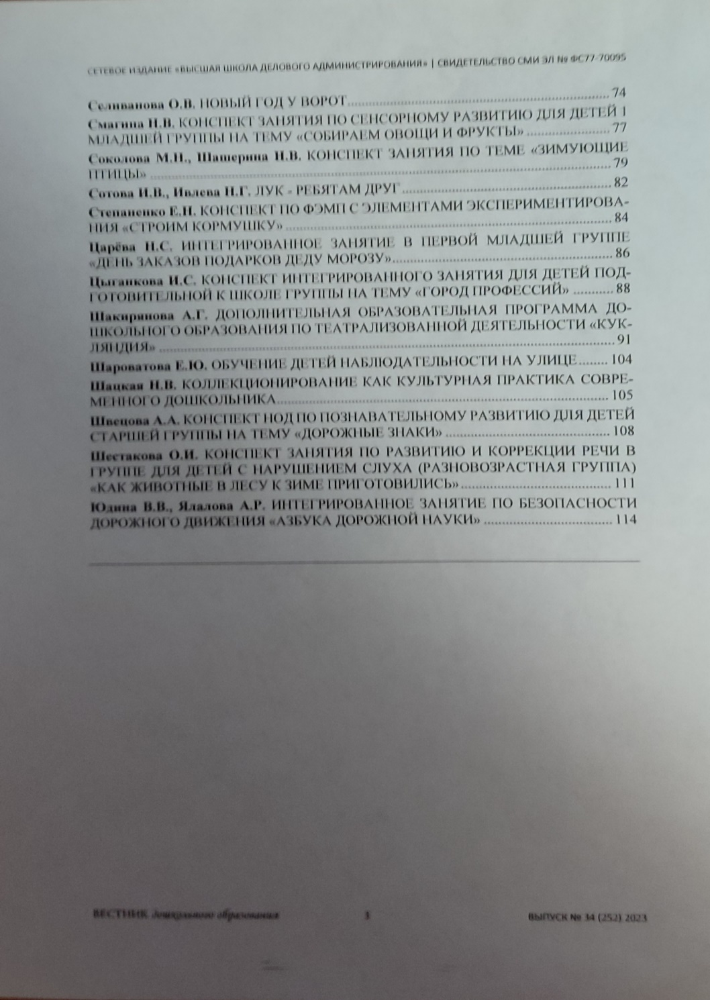 СЕТЕВОЕ ИЗДАНИЕ «ВЫСШАЯ ШКОЛА ДЕЛОВОГО АДМИНИСТРИРОВАНИЯ» | СВИДЕТЕЛЬСТВО СМИ ЭЛ № ФС77-70095
Селиванова О.В. НОВЫЙ ГОД У ВОРОТ 74
Смагина Н.В. КОНСПЕКТ ЗАНЯТИЯ ПО СЕНСОРНОМУ РАЗВИТИЮ ДЛЯ ДЕТЕЙ 1
МЛАДШЕЙ ГРУППЫ НА ТЕМУ «СОБИРАЕМ ОВОЩИ И ФРУКТЫ» 77
Соколова М.Н., Шашерина Н.В. КОНСПЕКТ ЗАНЯТИЯ ПО ТЕМЕ «ЗИМУЮЩИЕ
ПТИЦЫ» 79
Сотова И.В., Ивлева Н.Г. ЛУК - РЕБЯТАМ ДРУГ 82
Степаненко Е.Н. КОНСПЕКТ ПО ФЭМП С ЭЛЕМЕНТАМИ ЭКСПЕРИМЕНТИРОВА-
НИЯ «СТРОИМ КОРМУШКУ» 84
Царёва Н.С. ИНТЕГРИРОВАННОЕ ЗАНЯТИЕ В ПЕРВОЙ МЛАДШЕЙ ГРУППЕ
«ДЕНЬ ЗАКАЗОВ ПОДАРКОВ ДЕДУ МОРОЗУ» 86
Цыганкова И.С. КОНСПЕКТ ИНТЕГРИРОВАННОГО ЗАНЯТИЯ ДЛЯ ДЕТЕЙ ПОД-
ГОТОВИТЕЛЬНОЙ К ШКОЛЕ ГРУППЫ НА ТЕМУ «ГОРОД ПРОФЕССИЙ» 88
Шакирянова А.Г. ДОПОЛНИТЕЛЬНАЯ ОБРАЗОВАТЕЛЬНАЯ ПРОГРАММА ДО-
ШКОЛЬНОГО ОБРАЗОВАНИЯ ПО ТЕАТРАЛИЗОВАННОЙ ДЕЯТЕЛЬНОСТИ «КУК-
ЛЯНДИЯ» 91
Шароватова Е.Ю. ОБУЧЕНИЕ ДЕТЕЙ НАБЛЮДАТЕЛЬНОСТИ НА УЛИЦЕ 104
Шацкая Н.В. КОЛЛЕКЦИОНИРОВАНИЕ КАК КУЛЬТУРНАЯ ПРАКТИКА СОВРЕ-
МЕННОГО ДОШКОЛЬНИКА 105
Швецова А.А. КОНСПЕКТ НОД ПО ПОЗНАВАТЕЛЬНОМУ РАЗВИТИЮ ДЛЯ ДЕТЕЙ
СТАРШЕЙ ГРУППЫ НА ТЕМУ «ДОРОЖНЫЕ ЗНАКИ» 108
Шестакова О.И. КОНСПЕКТ ЗАНЯТИЯ ПО РАЗВИТИЮ И КОРРЕКЦИИ РЕЧИ В
ГРУППЕ ДЛЯ ДЕТЕЙ С НАРУШЕНИЕМ СЛУХА (РАЗНОВОЗРАСТНАЯ ГРУППА)
«КАК ЖИВОТНЫЕ В ЛЕСУ К ЗИМЕ ПРИГОТОВИЛИСЬ» 111
Юдина В.В., Ялалова А.Р. ИНТЕГРИРОВАННОЕ ЗАНЯТИЕ ПО БЕЗОПАСНОСТИ
ДОРОЖНОГО ДВИЖЕНИЯ «АЗБУКА ДОРОЖНОЙ НАУКИ» 114
ВЕСТНИК дошкольного образования 3 ВЫПУСК № 34 (252) 2023